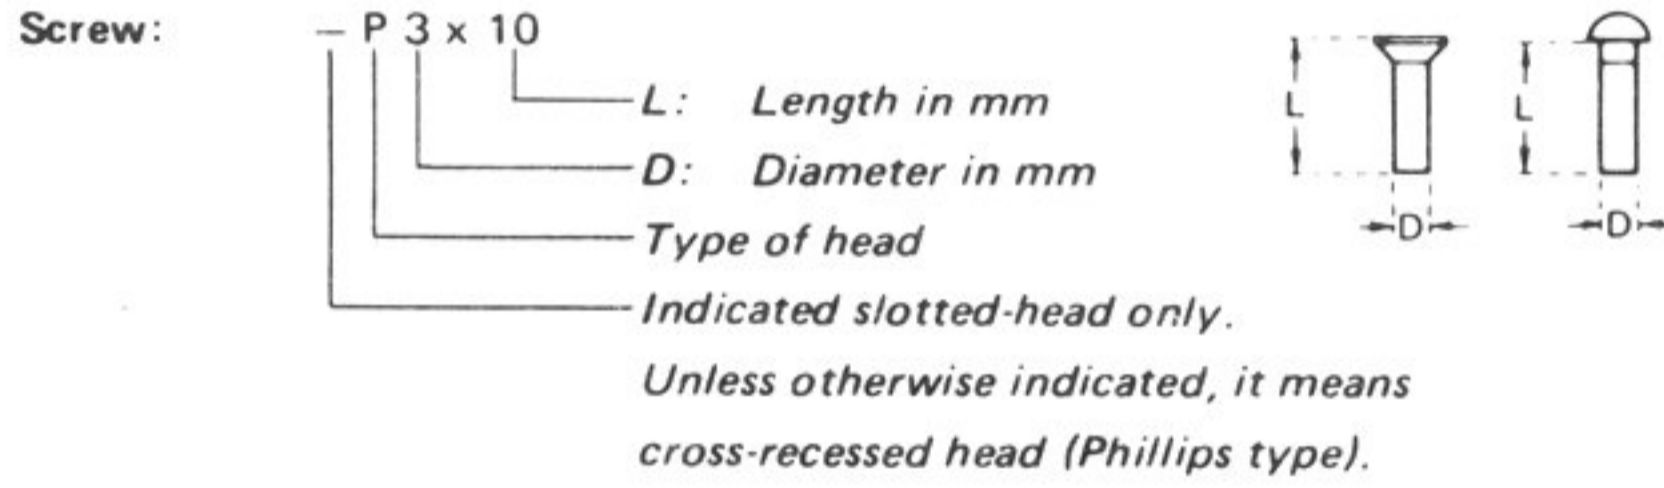 Screw: – P 3 x 10
L: Length in mm
D: Diameter in mm
Type of head
Indicated slotted-head only.
Unless otherwise indicated, it means
cross-recessed head (Phillips type).
L
D
L
D